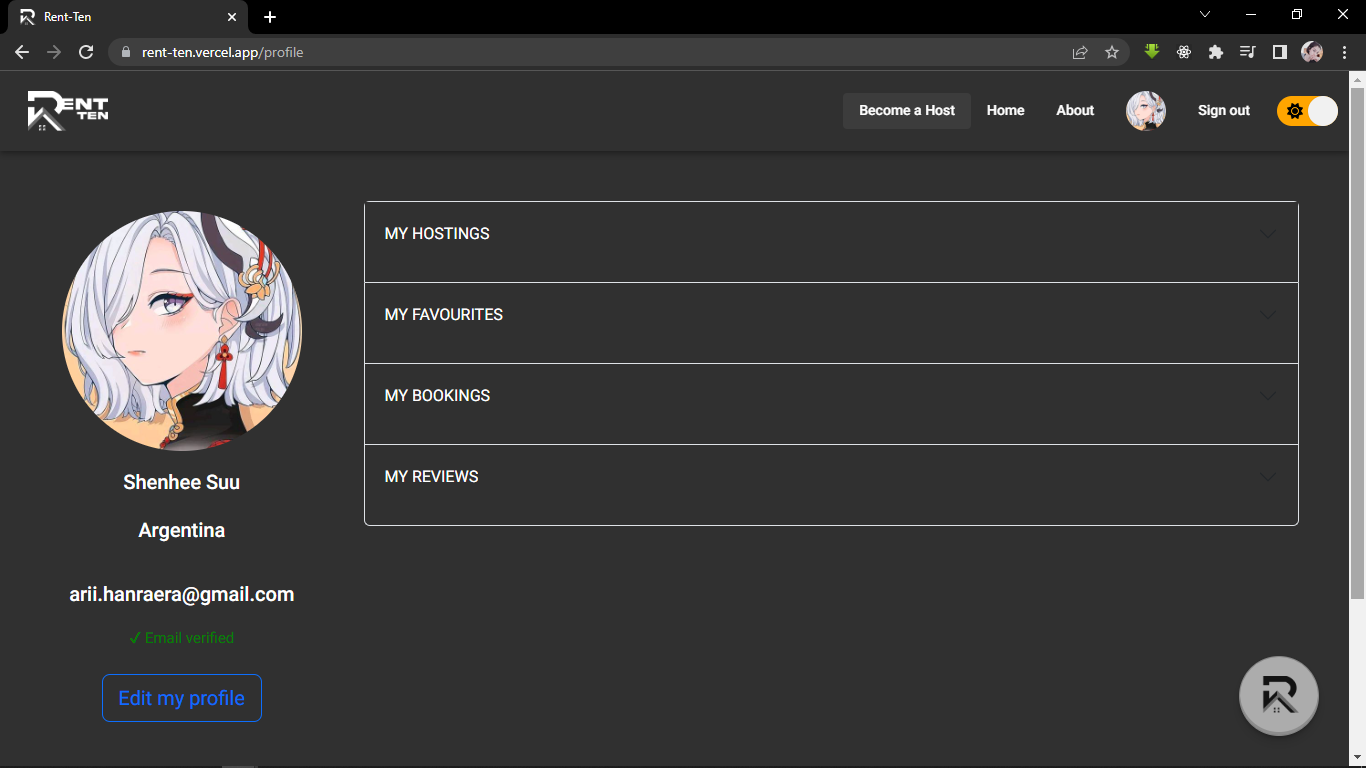 Rent-Ten
rent-ten.vercel.app/profile
RENT
TEN
Become a Host
Home
About
Sign out
MY HOSTINGS
MY FAVOURITES
MY BOOKINGS
MY REVIEWS
Shenhee Suu
Argentina
arii.hanraera@gmail.com
✓ Email verified
Edit my profile